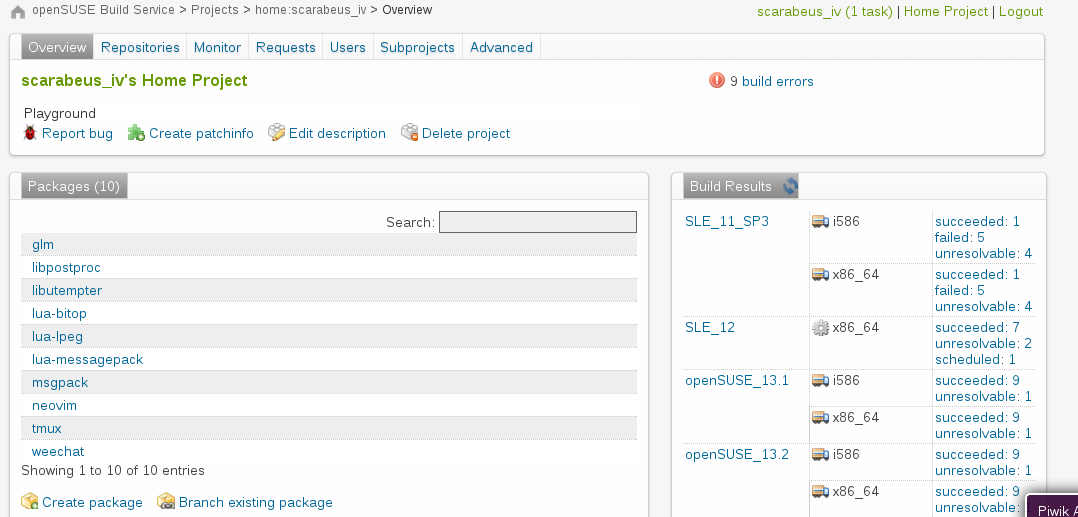 openSUSE Build Service > Projects > home:scarabeus_iv > Overview
scarabeus_iv (1 task) | Home Project | Logout
Overview Repositories Monitor Requests Users Subprojects Advanced
scarabeus_iv's Home Project
9 build errors
Playground
Report bug Create patchinfo Edit description Delete project
Packages (10)
Search:
glm
libpostproc
libutempter
lua-bitop
lua-lpeg
lua-messagepack
msgpack
neovim
tmux
weechat
Showing 1 to 10 of 10 entries
Create package Branch existing package
Build Results
SLE_11_SP3 i586 succeeded: 1
failed: 5
unresolvable: 4
x86_64 succeeded: 1
failed: 5
unresolvable: 4
SLE_12 x86_64 succeeded: 7
unresolvable: 2
scheduled: 1
openSUSE_13.1 i586 succeeded: 9
unresolvable: 1
x86_64 succeeded: 9
unresolvable: 1
openSUSE_13.2 i586 succeeded: 9
unresolvable: 1
x86_64 succeeded: 9
unresolvable:
Piwik A